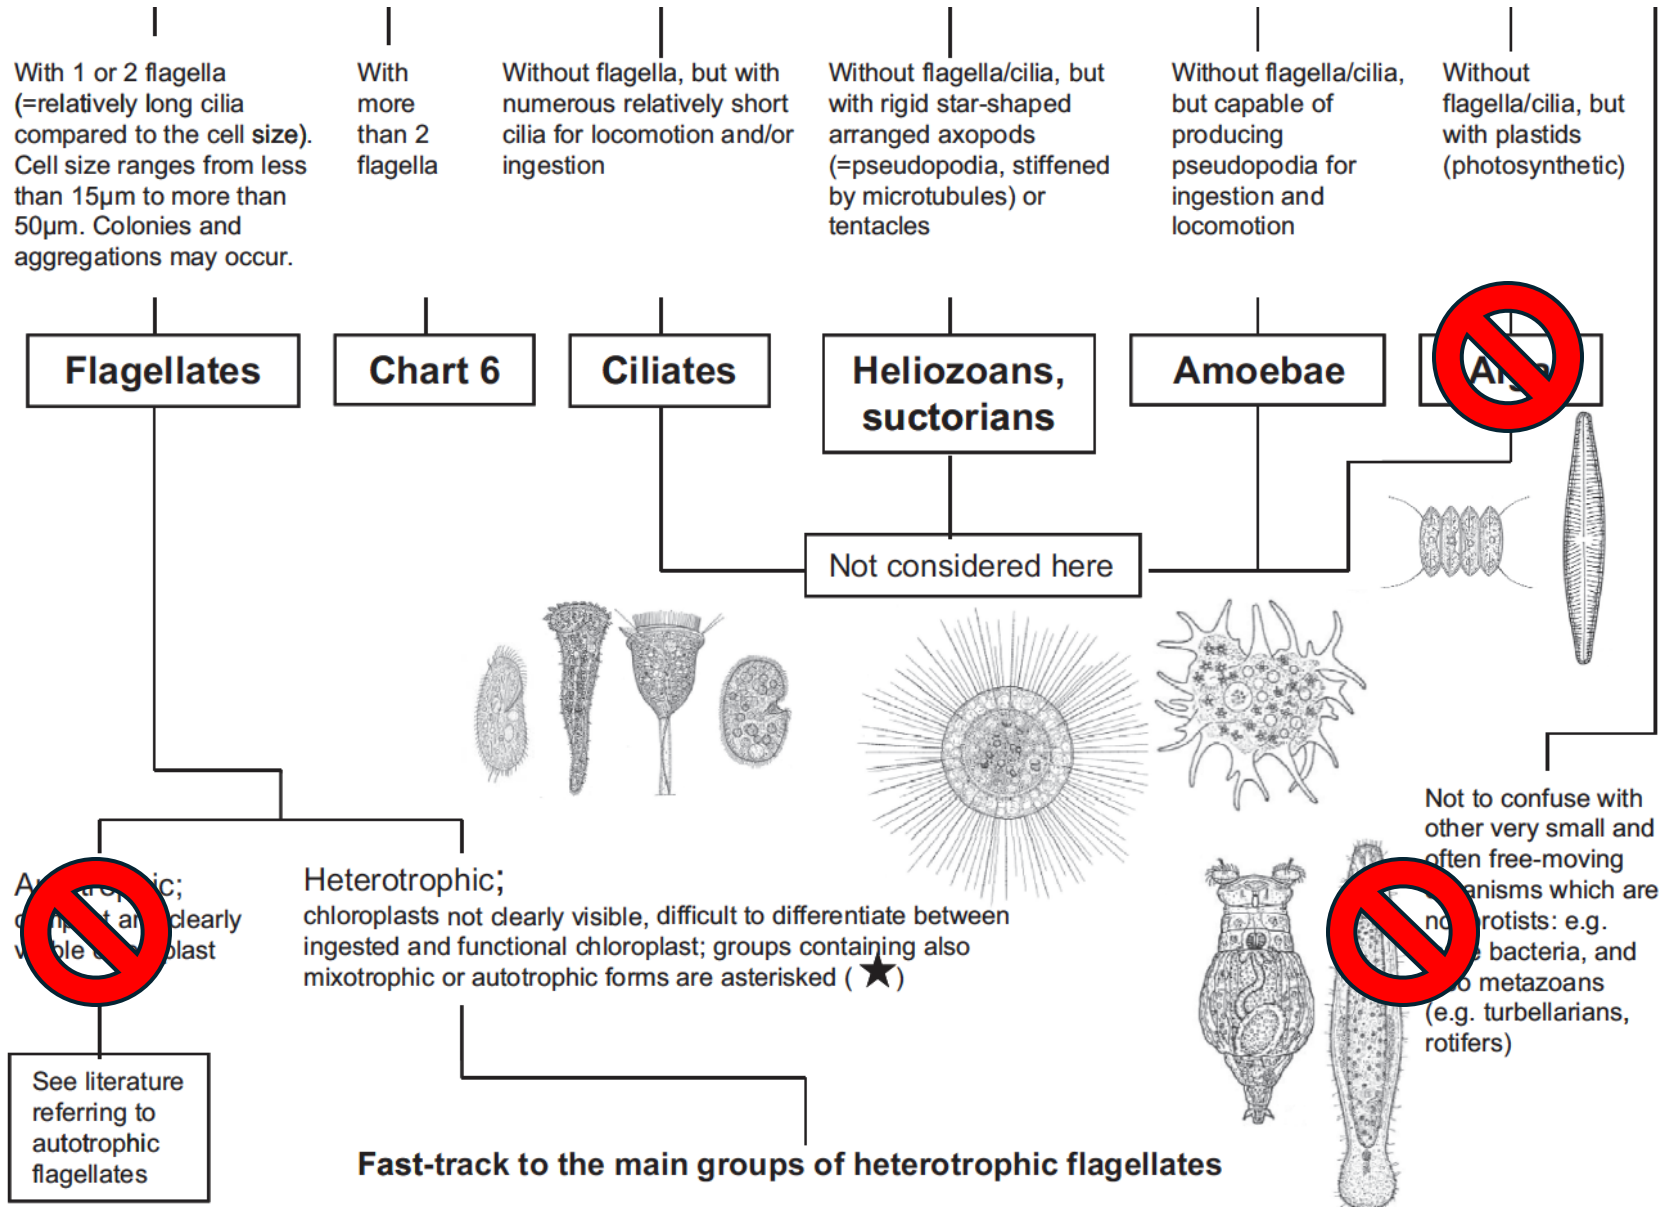 With 1 or 2 flagella
(=relatively long cilia
compared to the cell size).
Cell size ranges from less
than 15µm to more than
50µm. Colonies and
aggregations may occur.
With
more
than 2
flagella
Without flagella, but with
numerous relatively short
cilia for locomotion and/or
ingestion
Without flagella/cilia, but
with rigid star-shaped
arranged axopods
(=pseudopodia, stiffened
by microtubules) or
tentacles
Without flagella/cilia,
but capable of
producing
pseudopodia for
ingestion and
locomotion
Without
flagella/cilia, but
with plastids
(photosynthetic)
Flagellates
Chart 6
Ciliates
Heliozoans,
suctorians
Amoebae
Not considered here
clearly
Heterotrophic;
chloroplasts not clearly visible, difficult to differentiate between
ingested and functional chloroplast; groups containing also
mixotrophic or autotrophic forms are asterisked ( ★ )
Not to confuse with
other very small and
often free-moving
which are
e.g.
bacteria, and
metazoans
(e.g. turbellarians,
rotifers)
See literature
referring to
autotrophic
flagellates
Fast-track to the main groups of heterotrophic flagellates